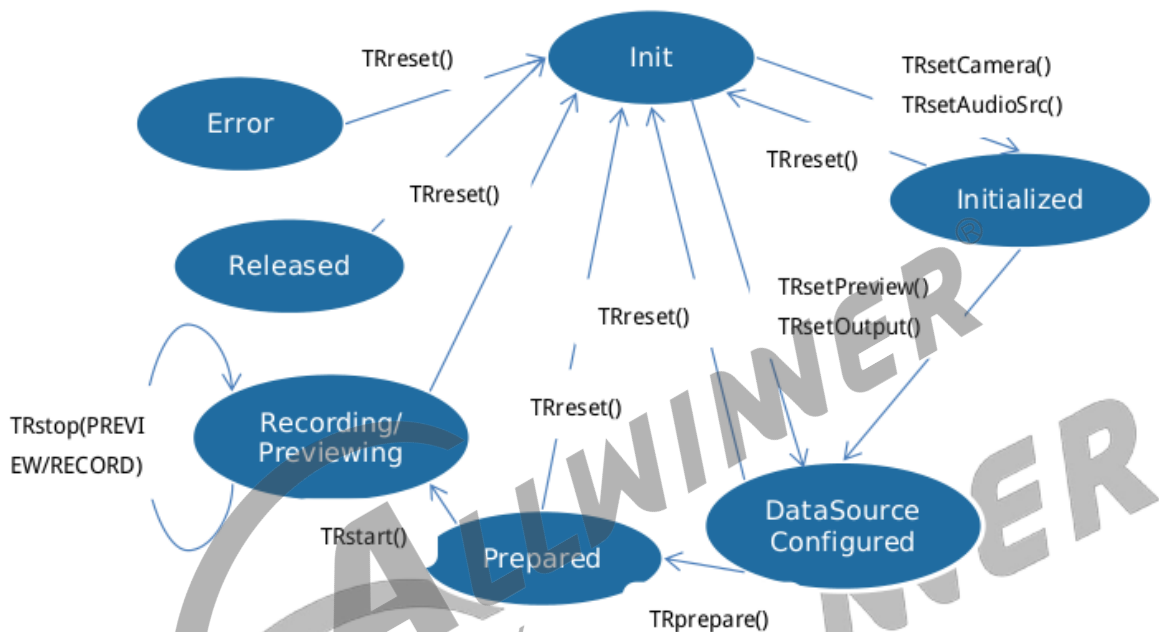 TRreset()
Init
TRsetCamera()
TRsetAudioSrc()
Error
TRreset()
TRreset()
Initialized
Released
TRsetPreview()
TRsetOutput()
TRreset()
TRreset()
Recording/
Previewing
TRstop(PREVI
EW/RECORD)
DataSource
Configured
TRstart()
Prepared
TRprepare()
ALLWINNER®
NNER